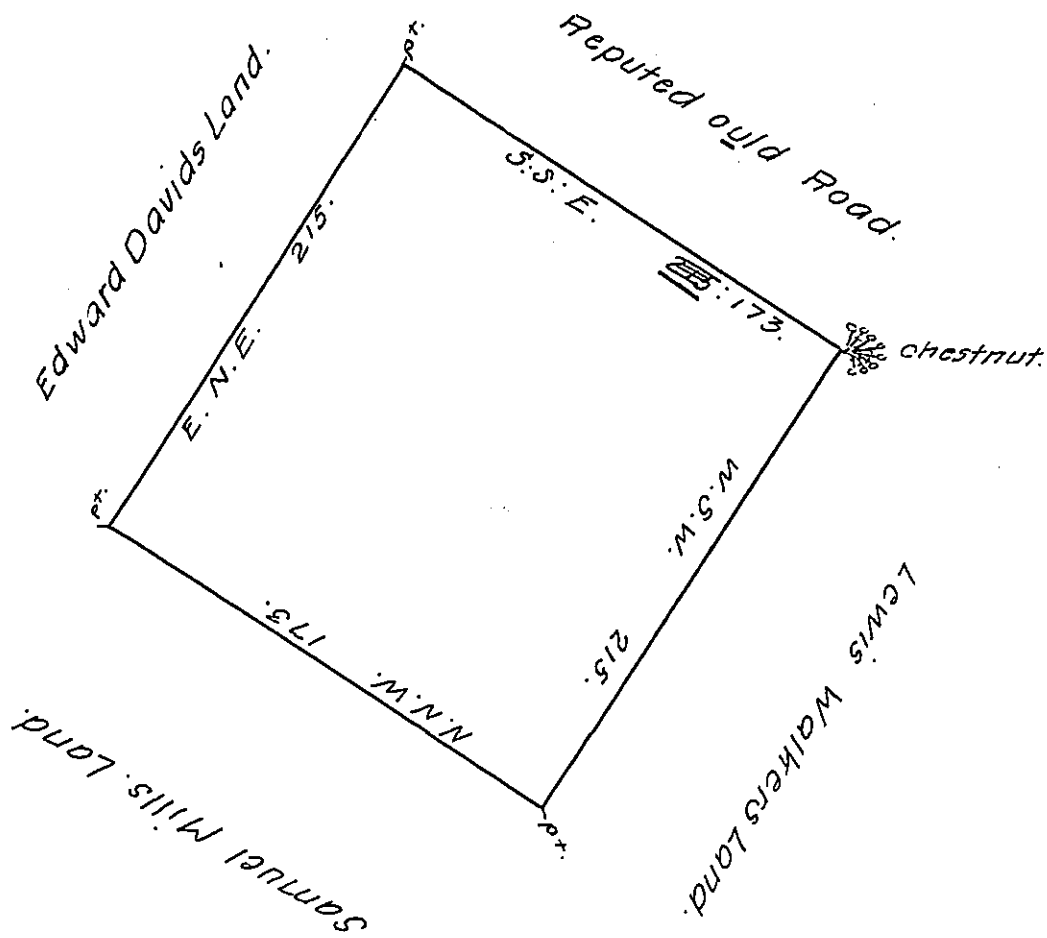 pt.
Reputed ould Road.
Edward Davids Land.
S:S:E.
215:173.
215.
E. N. E.
chestnut.
W.S.W.
215.
pt.
173.
N.N.W.
Lewis Walkers Land.
Samuel Mills. Land.
pt.